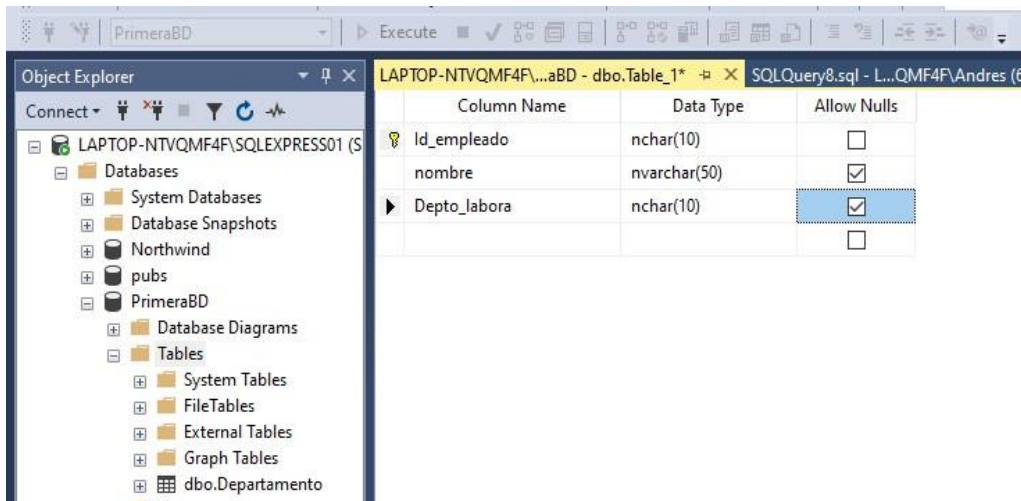 PrimeraBD Execute
Object Explorer
Connect
LAPTOP-NTVQMF4F\SQLEXPRESS01 (S
Databases
System Databases
Database Snapshots
Northwind
pubs
PrimeraBD
Database Diagrams
Tables
System Tables
FileTables
External Tables
Graph Tables
dbo.Departamento
LAPTOP-NTVQMF4F\...aBD - dbo.Table_1* SQLQuery8.sql - L...QMF4F\Andres (6
Column Name Data Type Allow Nulls
Id_empleado nchar(10)
nombre nvarchar(50)
Depto_labora nchar(10)